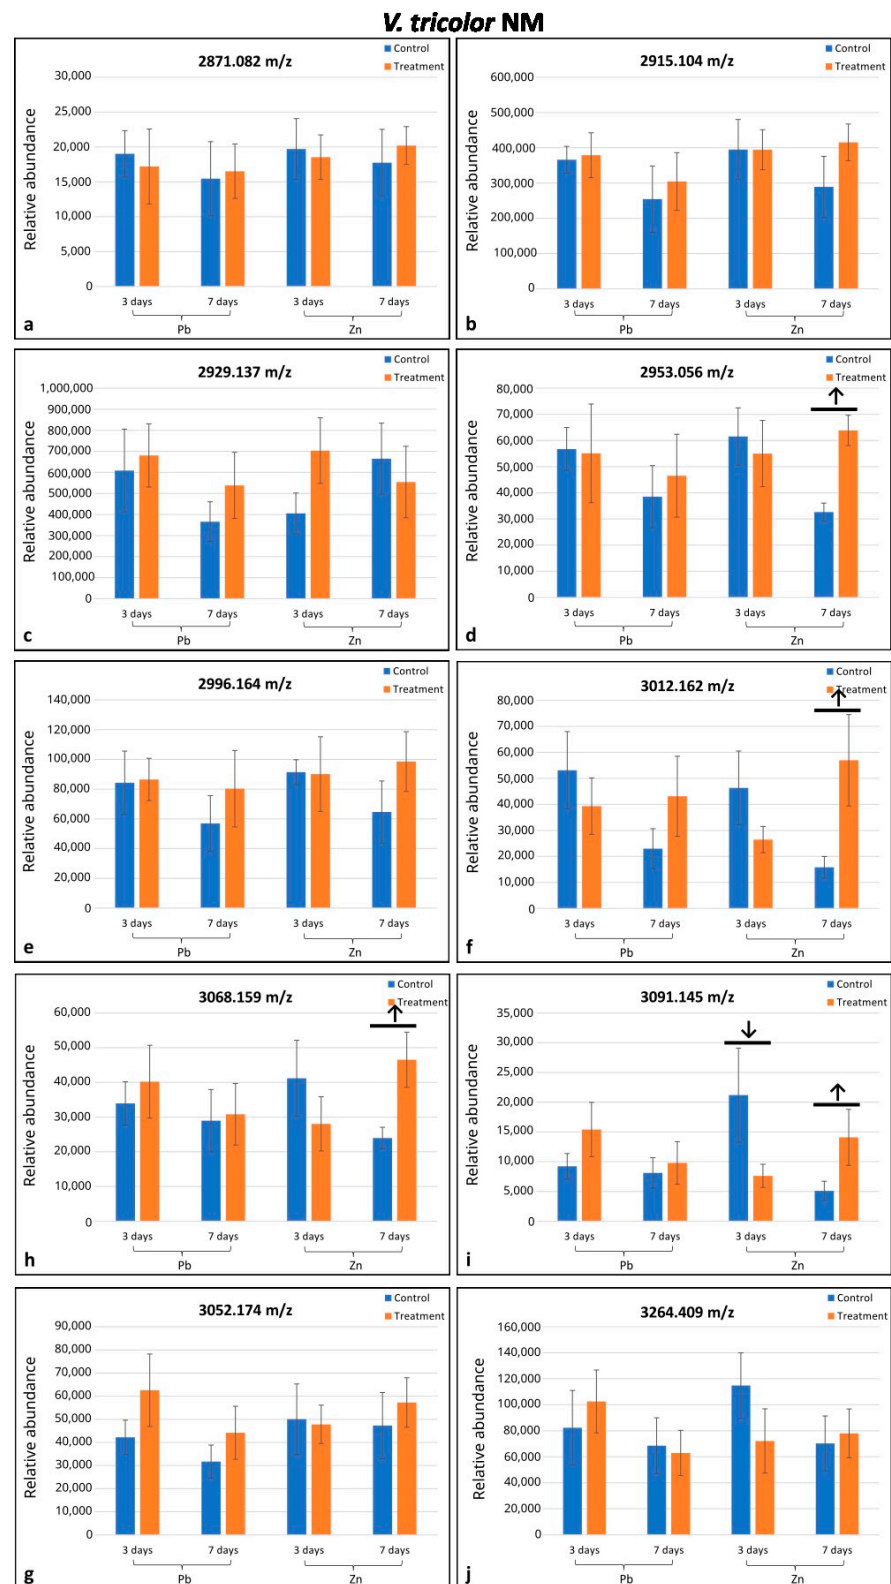 V. tricolor NM
2871.082 m/z
Control
Treatment
Relative abundance
30,000
25,000
20,000
15,000
10,000
5,000
0
3 days 7 days 3 days 7 days
Pb Zn
a
2915.104 m/z
Control
Treatment
Relative abundance
600,000
500,000
400,000
300,000
200,000
100,000
0
3 days 7 days 3 days 7 days
Pb Zn
b
2929.137 m/z
Control
Treatment
Relative abundance
1,000,000
900,000
800,000
700,000
600,000
500,000
400,000
300,000
200,000
100,000
0
3 days 7 days 3 days 7 days
Pb Zn
c
2953.056 m/z
Control
Treatment
Relative abundance
80,000
70,000
60,000
50,000
40,000
30,000
20,000
10,000
0
↑
3 days 7 days 3 days 7 days
Pb Zn
d
2996.164 m/z
Control
Treatment
Relative abundance
140,000
120,000
100,000
80,000
60,000
40,000
20,000
0
3 days 7 days 3 days 7 days
Pb Zn
e
3012.162 m/z
Control
Treatment
Relative abundance
80,000
70,000
60,000
50,000
40,000
30,000
20,000
10,000
0
↑
3 days 7 days 3 days 7 days
Pb Zn
f
3068.159 m/z
Control
Treatment
Relative abundance
60,000
50,000
40,000
30,000
20,000
10,000
0
↑
3 days 7 days 3 days 7 days
Pb Zn
h
3091.145 m/z
Control
Treatment
Relative abundance
35,000
30,000
25,000
20,000
15,000
10,000
5,000
0
↓
↑
3 days 7 days 3 days 7 days
Pb Zn
i
3052.174 m/z
Control
Treatment
Relative abundance
90,000
80,000
70,000
60,000
50,000
40,000
30,000
20,000
10,000
0
3 days 7 days 3 days 7 days
Pb Zn
g
3264.409 m/z
Control
Treatment
Relative abundance
160,000
140,000
120,000
100,000
80,000
60,000
40,000
20,000
0
3 days 7 days 3 days 7 days
Pb Zn
j